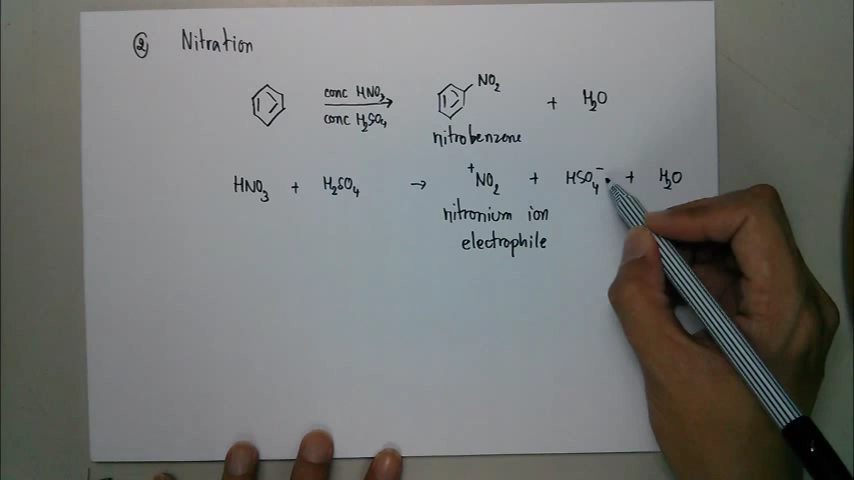 ② Nitration
conc HNO₃
conc H₂SO₄
NO₂ + H₂O
nitrobenzene
HNO₃ + H₂SO₄ → ⁺NO₂ + HSO₄⁻ + H₂O
nitronium ion
electrophile